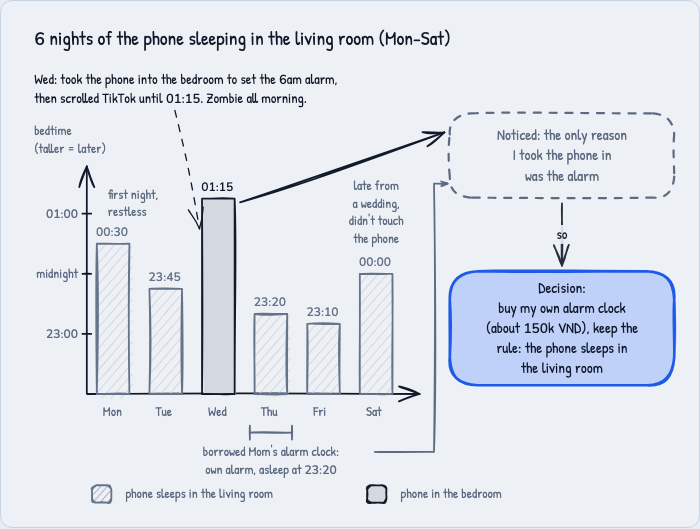 6 nights of the phone sleeping in the living room (Mon-Sat)
Wed: took the phone into the bedroom to set the 6am alarm,
then scrolled TikTok until 01:15. Zombie all morning.
bedtime
(taller = later)
01:00
midnight
23:00
first night,
restless
00:30
23:45
01:15
23:20
23:10
late from
a wedding,
didn't touch
the phone
00:00
Mon
Tue
Wed
Thu
Fri
Sat
borrowed Mom's alarm clock:
own alarm, asleep at 23:20
Noticed: the only reason
I took the phone in
was the alarm
so
Decision:
buy my own alarm clock
(about 150k VND), keep the
rule: the phone sleeps in
the living room
phone sleeps in the living room
phone in the bedroom